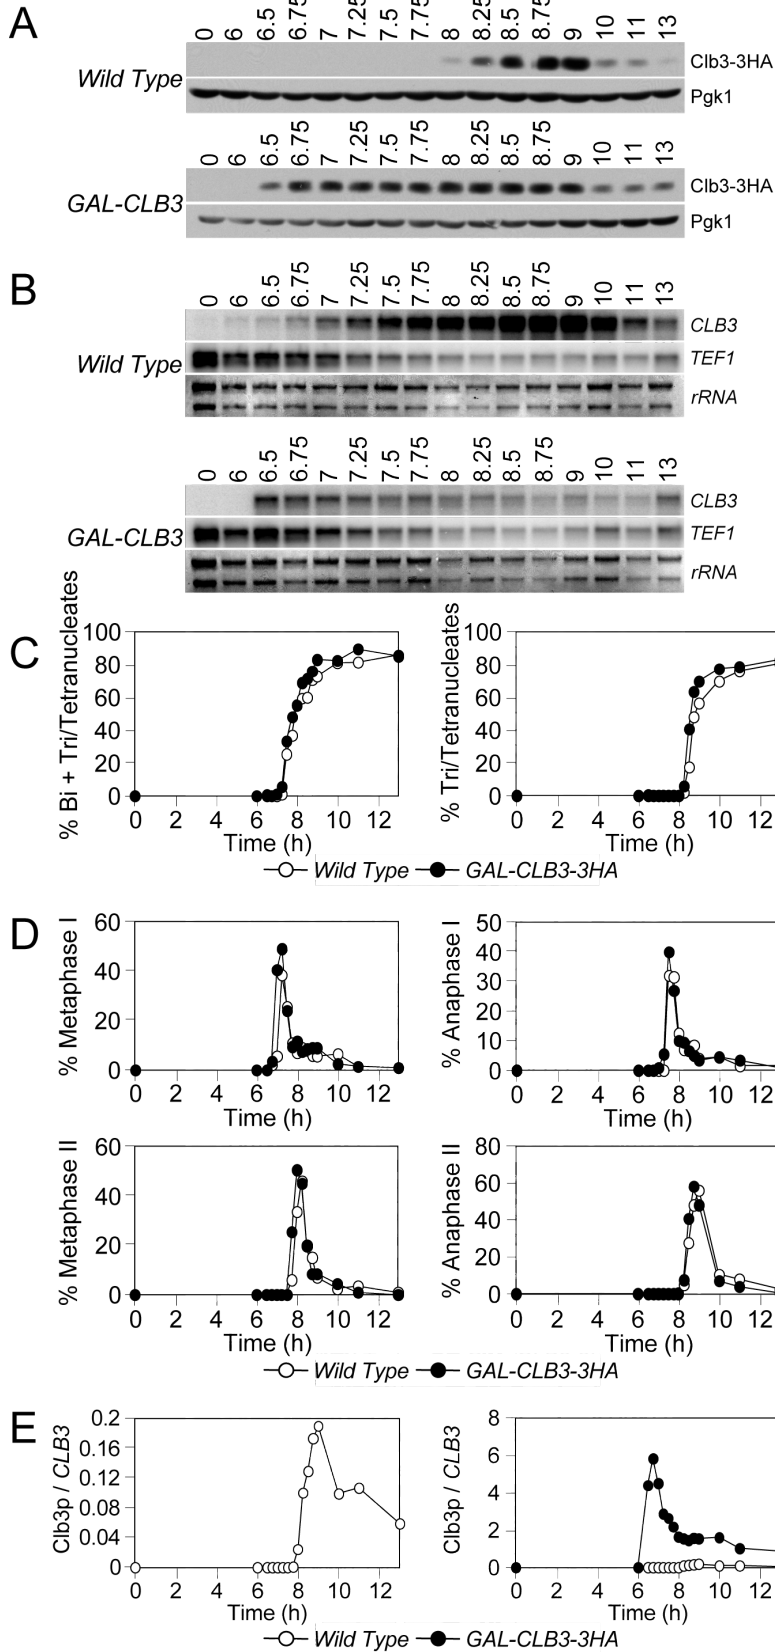 A
0 6 6.5 6.75 7 7.25 7.5 7.75 8 8.25 8.5 8.75 9 10 11 13
Wild Type
Clb3-3HA
Pgk1
0 6 6.5 6.75 7 7.25 7.5 7.75 8 8.25 8.5 8.75 9 10 11 13
GAL-CLB3
Clb3-3HA
Pgk1
B
0 6 6.5 6.75 7 7.25 7.5 7.75 8 8.25 8.5 8.75 9 10 11 13
Wild Type
CLB3
TEF1
rRNA
0 6 6.5 6.75 7 7.25 7.5 7.75 8 8.25 8.5 8.75 9 10 11 13
GAL-CLB3
CLB3
TEF1
rRNA
C
% Bi + Tri/Tetranucleates
100
80
60
40
20
0
0 2 4 6 8 10 12
Time (h)
% Tri/Tetranucleates
100
80
60
40
20
0
0 2 4 6 8 10 12
Time (h)
Wild Type GAL-CLB3-3HA
D
% Metaphase I
60
40
20
0
0 2 4 6 8 10 12
Time (h)
% Anaphase I
50
40
30
20
10
0
0 2 4 6 8 10 12
Time (h)
% Metaphase II
60
40
20
0
0 2 4 6 8 10 12
Time (h)
% Anaphase II
80
60
40
20
0
0 2 4 6 8 10 12
Time (h)
Wild Type GAL-CLB3-3HA
E
Clb3p / CLB3
0.2
0.16
0.12
0.08
0.04
0
0 2 4 6 8 10 12
Time (h)
Clb3p / CLB3
8
6
4
2
0
0 2 4 6 8 10 12
Time (h)
Wild Type GAL-CLB3-3HA